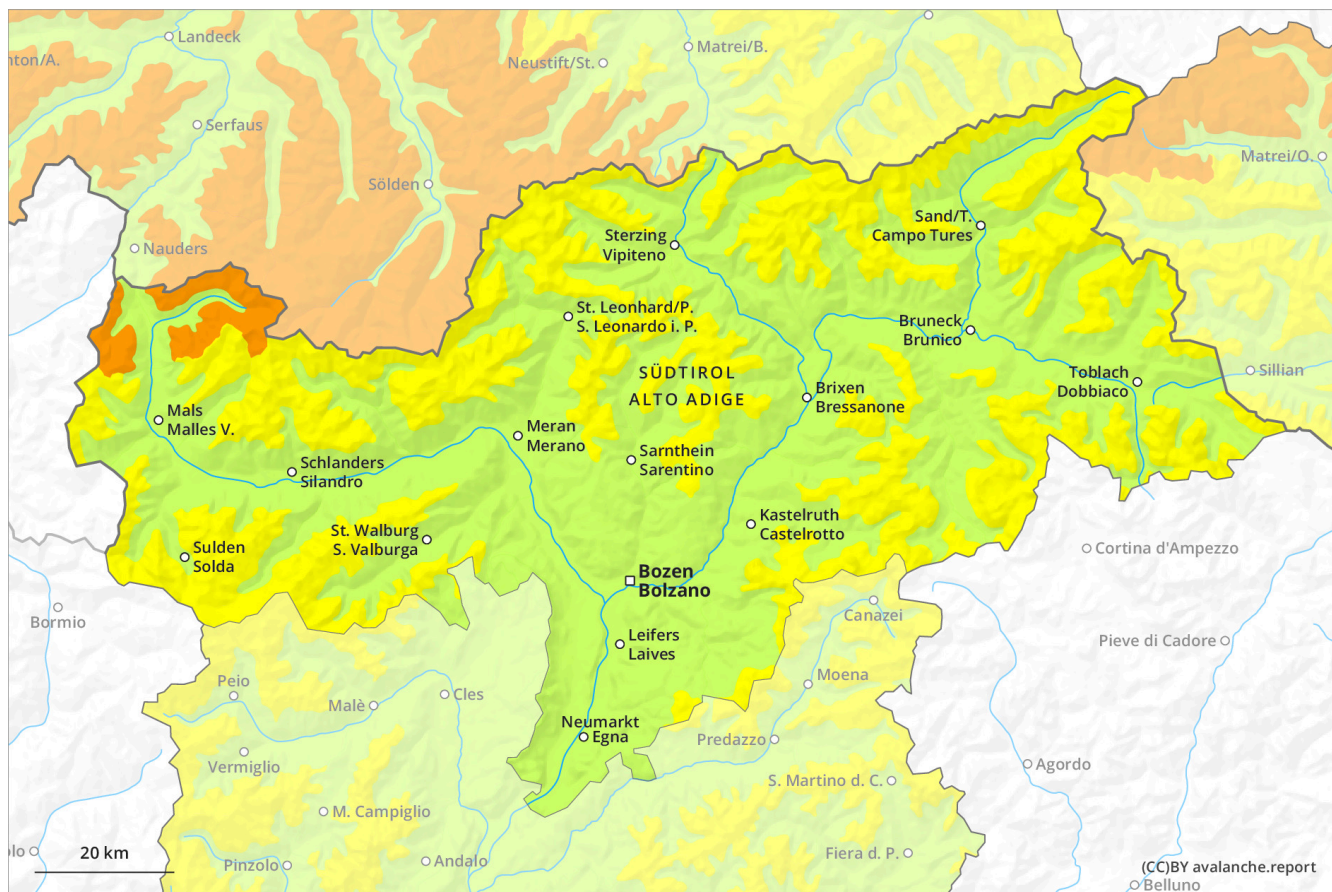 Landeck
nton/A.
Matrei/B.
Neustift/St.
Serfaus
Matrei/O.
Sölden
Sand/T.
Campo Tures
Sterzing
Vipiteno
Nauders
St. Leonhard/P.
S. Leonardo i. P.
Bruneck
Brunico
SÜDTIROL
ALTO ADIGE
Toblach
Dobbiaco
Sillian
Brixen
Bressanone
Mals
Malles V.
Meran
Merano
Sarnthein
Sarentino
Schlanders
Silandro
Kastelruth
Castelrotto
St. Walburg
S. Valburga
Sulden
Solda
Cortina d'Ampezzo
Bozen
Bolzano
Bormio
Canazei
Leifers
Laives
Pieve di Cadore
Peio
Malè
Cles
Moena
Neumarkt
Egna
Predazzo
Vermiglio
Agordo
S. Martino d. C.
M. Campiglio
olo
20 km
Pinzolo
Andalo
Fiera d. P.
(CC)BY avalanche.report
Belluno